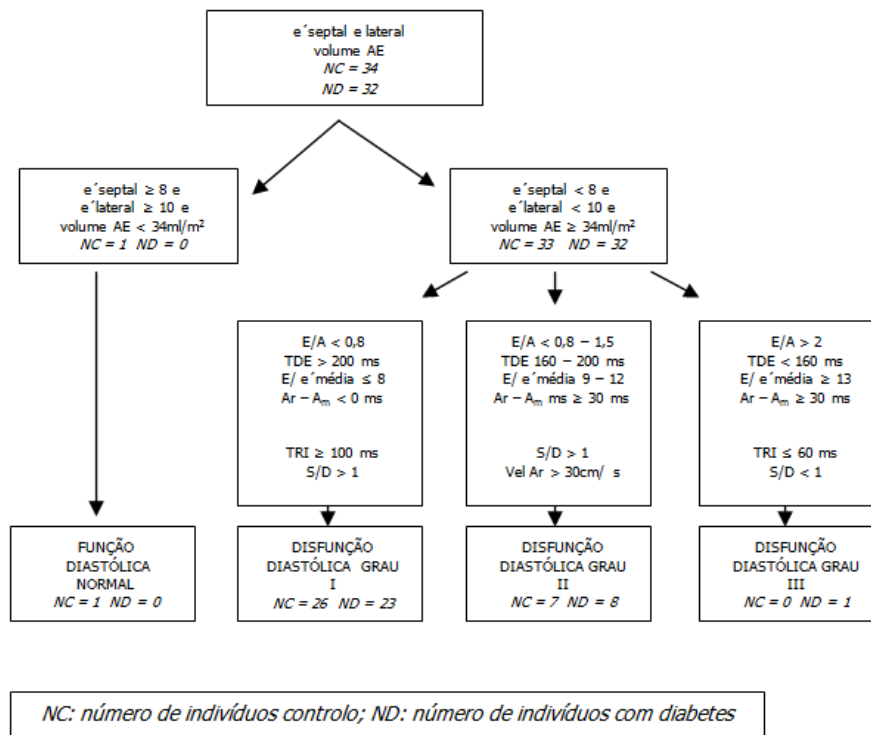 e´septal e lateral
volume AE
NC = 34
ND = 32
e´septal ≥ 8 e
e´lateral ≥ 10 e
volume AE < 34ml/m²
NC = 1 ND = 0
e´septal < 8 e
e´lateral < 10 e
volume AE ≥ 34ml/m²
NC = 33 ND = 32
E/A < 0,8
TDE > 200 ms
E/ e´média ≤ 8
Ar – Aₘ < 0 ms
TRI ≥ 100 ms
S/D > 1
E/A < 0,8 – 1,5
TDE 160 – 200 ms
E/ e´média 9 – 12
Ar – Aₘ ms ≥ 30 ms
S/D > 1
Vel Ar > 30cm/ s
E/A > 2
TDE < 160 ms
E/ e´média ≥ 13
Ar – Aₘ ≥ 30 ms
TRI ≤ 60 ms
S/D < 1
FUNÇÃO
DIASTÓLICA
NORMAL
NC = 1 ND = 0
DISFUNÇÃO
DIASTÓLICA GRAU
I
NC = 26 ND = 23
DISFUNÇÃO
DIASTÓLICA GRAU
II
NC = 7 ND = 8
DISFUNÇÃO
DIASTÓLICA GRAU
III
NC = 0 ND = 1
NC: número de indivíduos controlo; ND: número de indivíduos com diabetes